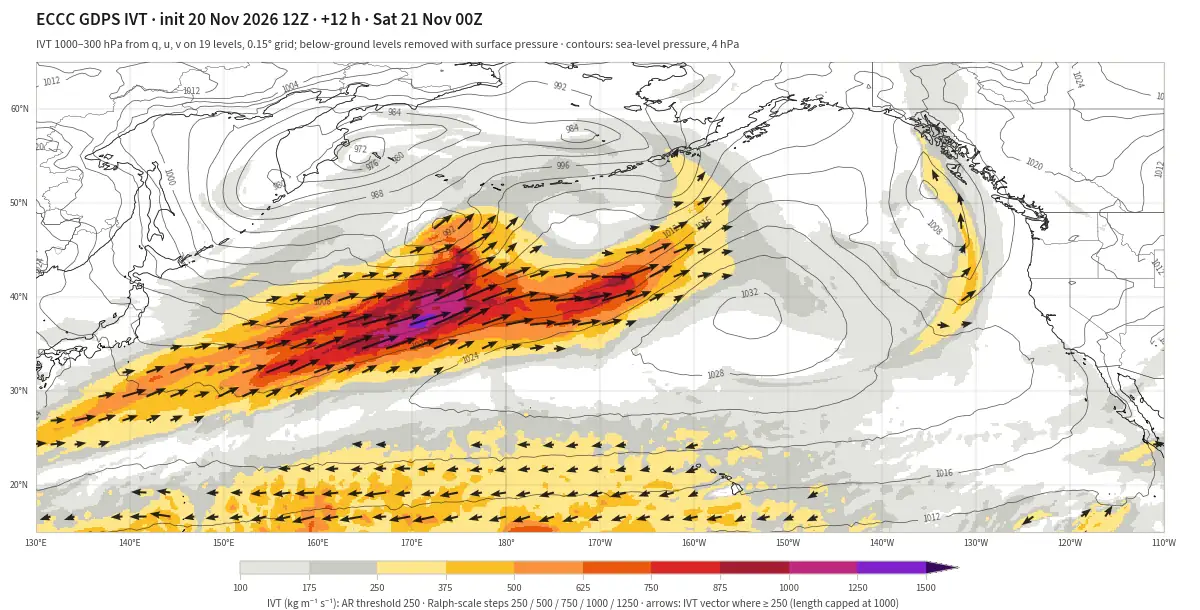 ECCC GDPS IVT · init 20 Nov 2026 12Z · +12 h · Sat 21 Nov 00Z
IVT 1000–300 hPa from q, u, v on 19 levels, 0.15° grid; below-ground levels removed with surface pressure · contours: sea-level pressure, 4 hPa
1012
1012
1004
992
1024
10
60°N
984
984
972
976
980
996
1020
1012
1000
988
50°N
992
1016
1008
1012
40°N
1008
1032
1024
1028
30°N
1016
20°N
1012
130°E 140°E 150°E 160°E 170°E 180° 170°W 160°W 150°W 140°W 130°W 120°W 110°W
100 175 250 375 500 625 750 875 1000 1250 1500
IVT (kg m⁻¹ s⁻¹): AR threshold 250 · Ralph-scale steps 250 / 500 / 750 / 1000 / 1250 · arrows: IVT vector where ≥ 250 (length capped at 1000)